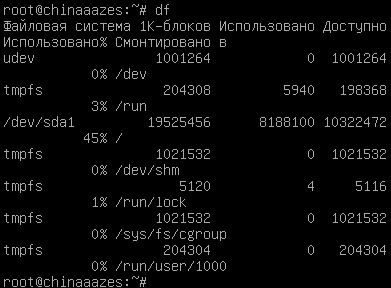 root@chinaaazes:~# df
Файловая система 1K-блоков Использовано Доступно
Использовано% Cмонтировано в
udev 1001264 0 1001264
0% /dev
tmpfs 204308 5940 198368
3% /run
/dev/sda1 19525456 8188100 10322472
45% /
tmpfs 1021532 0 1021532
0% /dev/shm
tmpfs 5120 4 5116
1% /run/lock
tmpfs 1021532 0 1021532
0% /sys/fs/cgroup
tmpfs 204304 0 204304
0% /run/user/1000
root@chinaaazes:~#